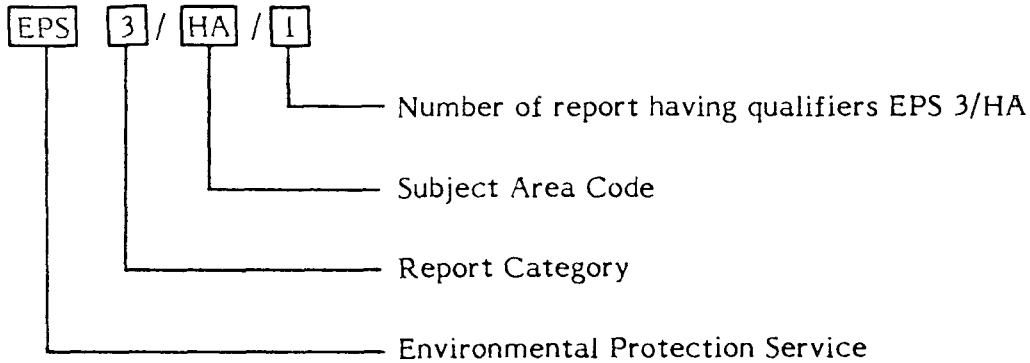 EPS 3 / HA / 1
Number of report having qualifiers EPS 3/HA
Subject Area Code
Report Category
Environmental Protection Service